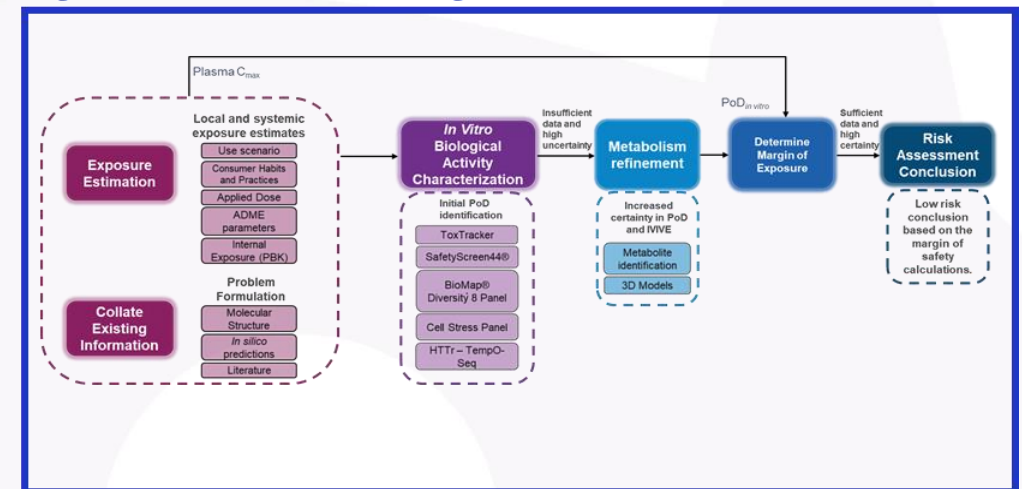 Plasma Cmax
Local and systemic
exposure estimates
Exposure
Estimation
Use scenario
Consumer Habits
and Practices
Applied Dose
ADME
parameters
Internal
Exposure (PBK)
Problem
Formulation
Collate
Existing
Information
Molecular
Structure
In silico
predictions
Literature
In Vitro
Biological
Activity
Characterization
Initial PoD
identification
ToxTracker
SafetyScreen44®
BioMap®
Diversity 8 Panel
Cell Stress Panel
HTTr – TempO-
Seq
Insufficient
data and
high
uncertainty
Metabolism
refinement
Increased
certainty in PoD
and IVIVE
Metabolite
identification
3D Models
PoDin vitro
Determine
Margin of
Exposure
Sufficient
data and
high
certainty
Risk
Assessment
Conclusion
Low risk
conclusion
based on the
margin of
safety
calculations.